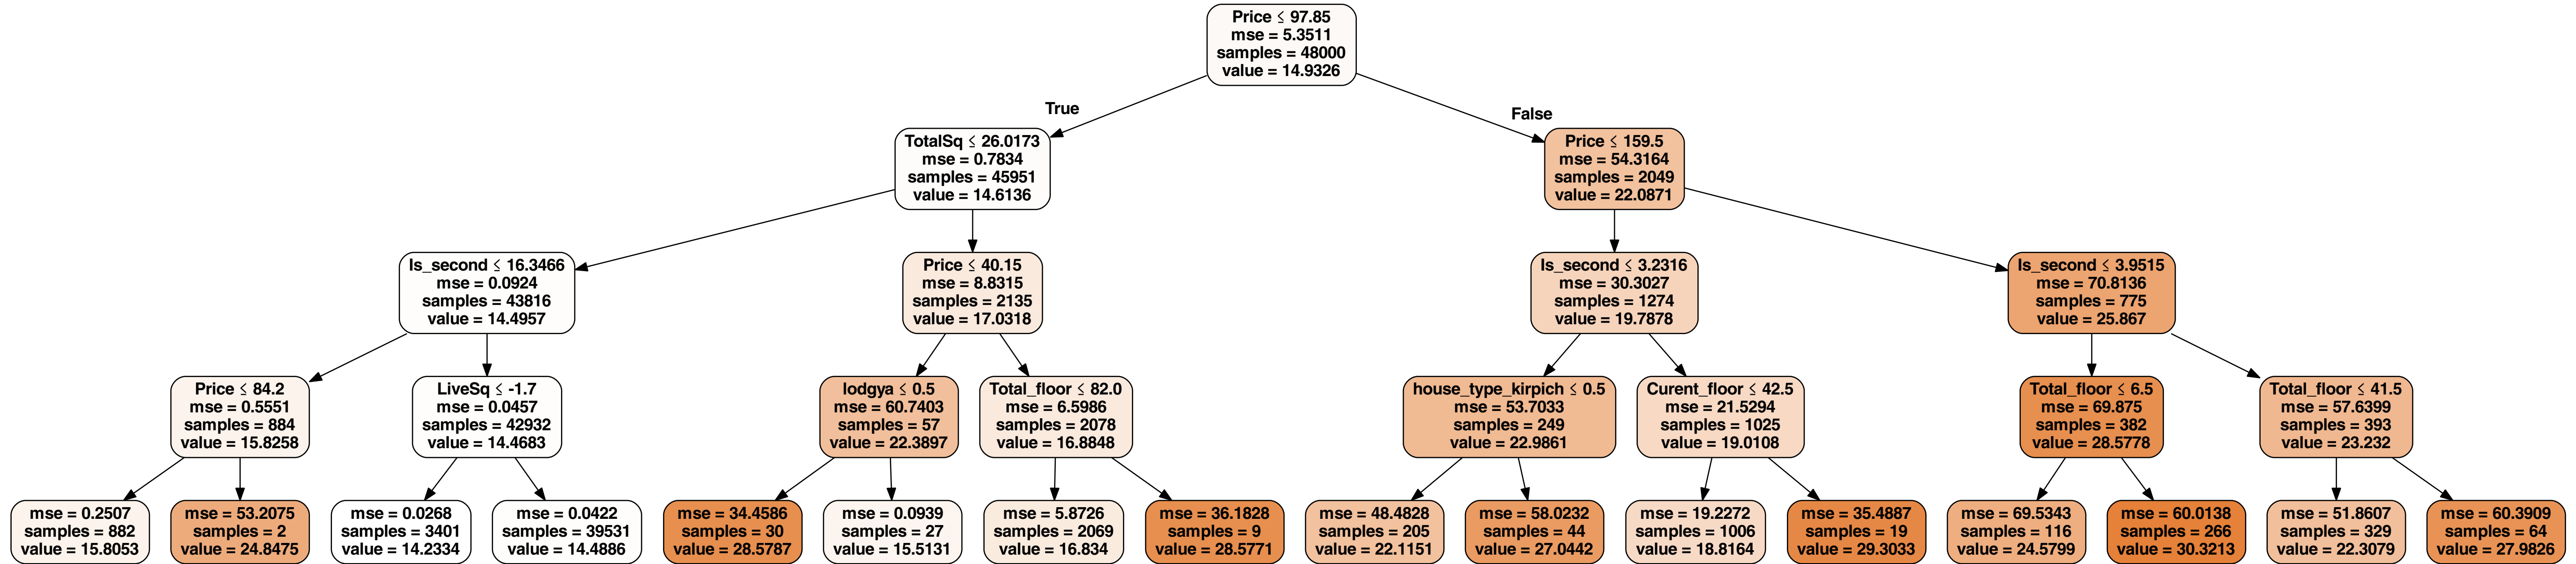 Price ≤ 97.85
mse = 5.3511
samples = 48000
value = 14.9326
True
False
TotalSq ≤ 26.0173
mse = 0.7834
samples = 45951
value = 14.6136
Price ≤ 159.5
mse = 54.3164
samples = 2049
value = 22.0871
Is_second ≤ 16.3466
mse = 0.0924
samples = 43816
value = 14.4957
Price ≤ 40.15
mse = 8.8315
samples = 2135
value = 17.0318
Is_second ≤ 3.2316
mse = 30.3027
samples = 1274
value = 19.7878
Is_second ≤ 3.9515
mse = 70.8136
samples = 775
value = 25.867
Price ≤ 84.2
mse = 0.5551
samples = 884
value = 15.8258
LiveSq ≤ -1.7
mse = 0.0457
samples = 42932
value = 14.4683
lodgya ≤ 0.5
mse = 60.7403
samples = 57
value = 22.3897
Total_floor ≤ 82.0
mse = 6.5986
samples = 2078
value = 16.8848
house_type_kirpich ≤ 0.5
mse = 53.7033
samples = 249
value = 22.9861
Curent_floor ≤ 42.5
mse = 21.5294
samples = 1025
value = 19.0108
Total_floor ≤ 6.5
mse = 69.875
samples = 382
value = 28.5778
Total_floor ≤ 41.5
mse = 57.6399
samples = 393
value = 23.232
mse = 0.2507
samples = 882
value = 15.8053
mse = 53.2075
samples = 2
value = 24.8475
mse = 0.0268
samples = 3401
value = 14.2334
mse = 0.0422
samples = 39531
value = 14.4886
mse = 34.4586
samples = 30
value = 28.5787
mse = 0.0939
samples = 27
value = 15.5131
mse = 5.8726
samples = 2069
value = 16.834
mse = 36.1828
samples = 9
value = 28.5771
mse = 48.4828
samples = 205
value = 22.1151
mse = 58.0232
samples = 44
value = 27.0442
mse = 19.2272
samples = 1006
value = 18.8164
mse = 35.4887
samples = 19
value = 29.3033
mse = 69.5343
samples = 116
value = 24.5799
mse = 60.0138
samples = 266
value = 30.3213
mse = 51.8607
samples = 329
value = 22.3079
mse = 60.3909
samples = 64
value = 27.9826